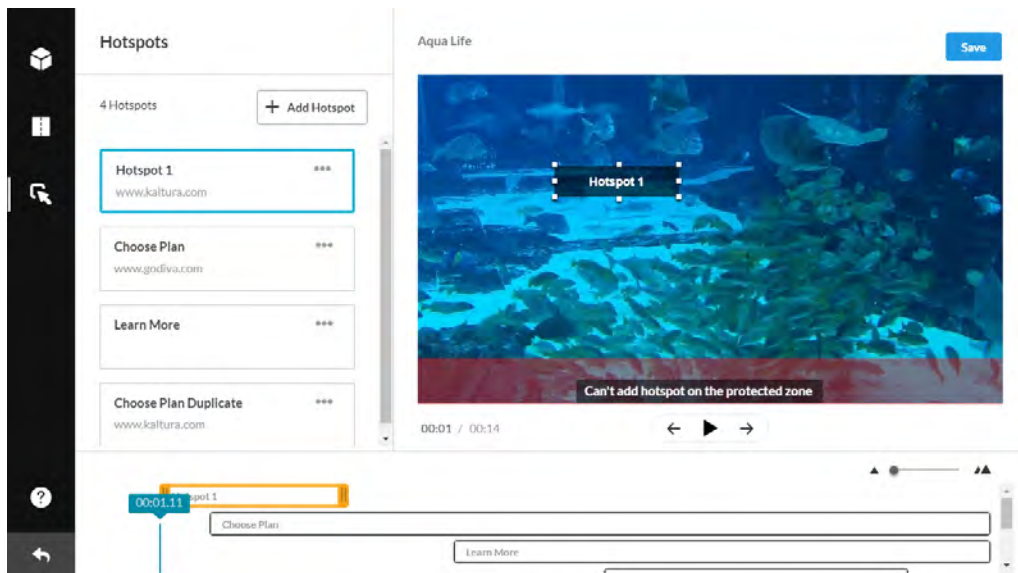 Hotspots
4 Hotspots
+ Add Hotspot
Hotspot 1
www.kaltura.com
Choose Plan
www.godiva.com
Learn More
Choose Plan Duplicate
www.kaltura.com
Aqua Life
Save
Hotspot 1
Can't add hotspot on the protected zone
00:01 / 00:14
?
00:01.11
spot 1
Choose Plan
Learn More